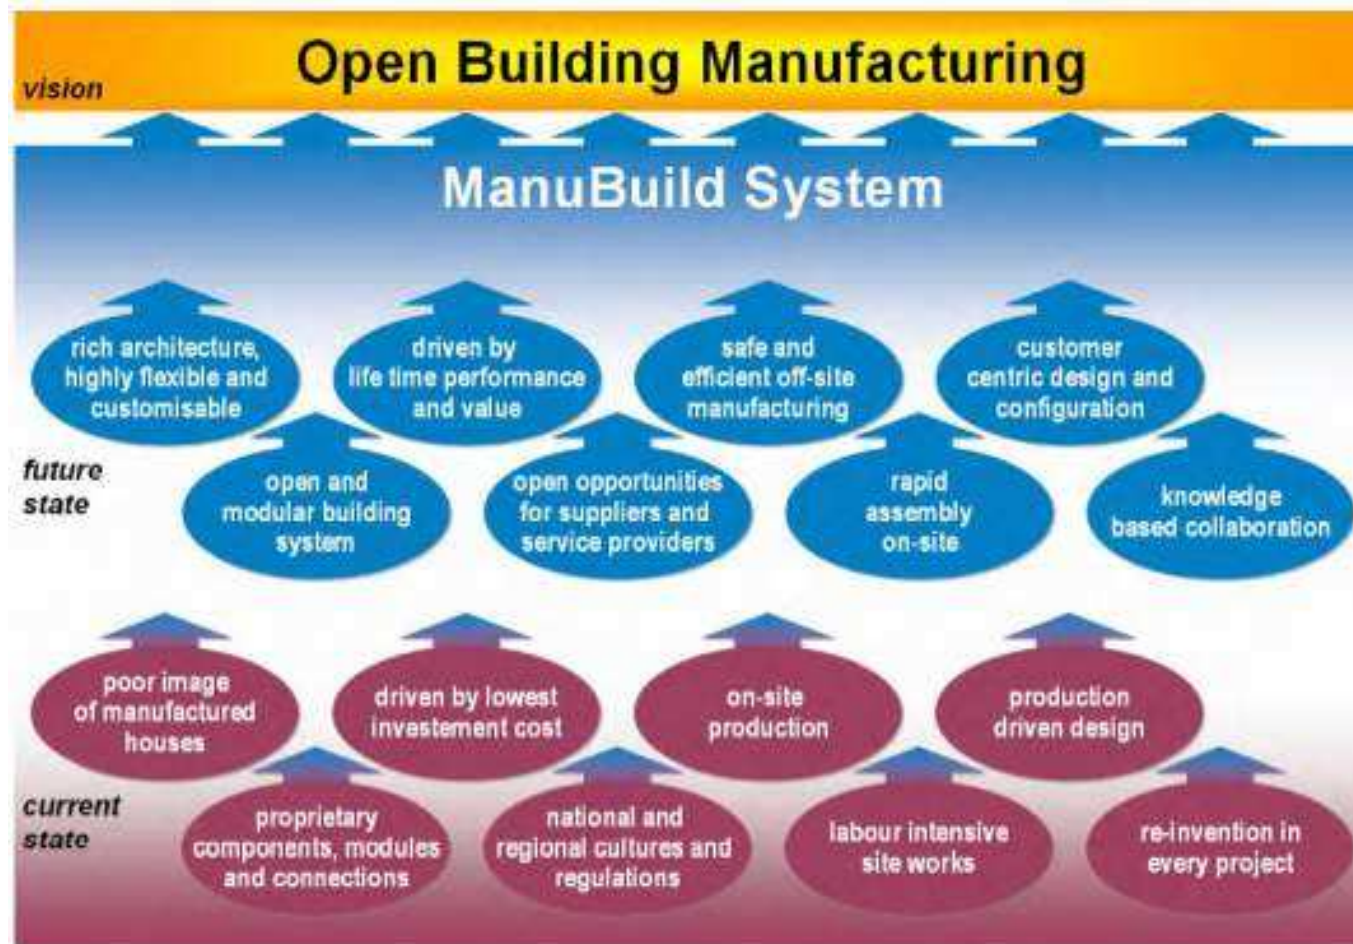 Open Building Manufacturing
vision
ManuBuild System
rich architecture,
highly flexible and
customisable
driven by
life time performance
and value
safe and
efficient off-site
manufacturing
customer
centric design and
configuration
future
state
open and
modular building
system
open opportunities
for suppliers and
service providers
rapid
assembly
on-site
knowledge
based collaboration
poor image
of manufactured
houses
driven by lowest
investement cost
on-site
production
production
driven design
current
state
proprietary
components, modules
and connections
national and
regional cultures and
regulations
labour intensive
site works
re-invention in
every project